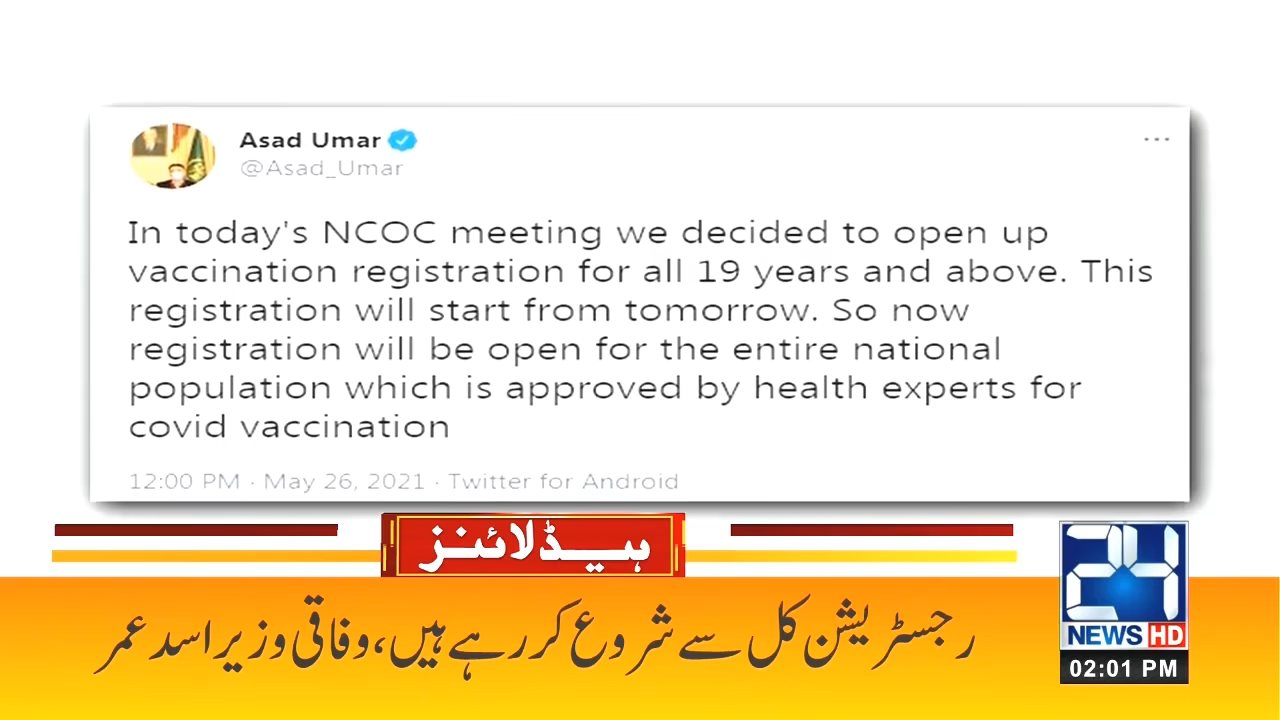 Asad Umar
@Asad_Umar
In today's NCOC meeting we decided to open up
vaccination registration for all 19 years and above. This
registration will start from tomorrow. So now
registration will be open for the entire national
population which is approved by health experts for
covid vaccination
12:00 PM · May 26, 2021 · Twitter for Android
ہیڈلائنز
رجسٹریشن کل سے شروع کر رہے ہیں، وفاقی وزیر اسد عمر
24
NEWS HD
02:01 PM